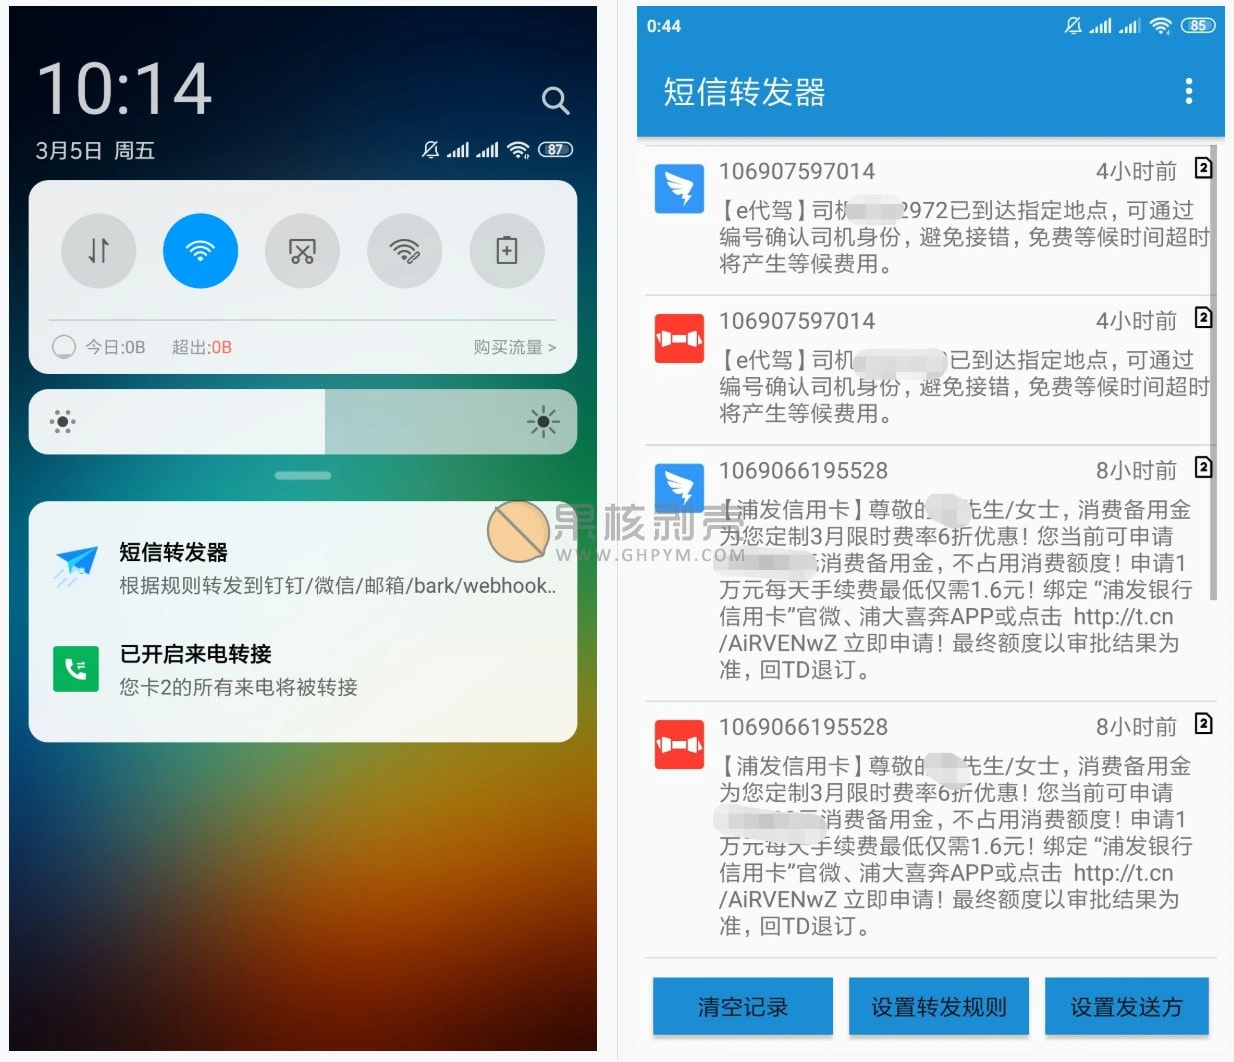 10:14
3月5日 周五
87
今日:0B 超出:0B
购买流量 >
短信转发器
根据规则转发到钉钉/微信/邮箱/bark/webhook..
已开启来电转接
您卡2的所有来电将被转接
果核剥壳
WWW.GHPYM.COM
0:44
85
短信转发器
106907597014 4小时前 2
【e代驾】司机 2972已到达指定地点，可通过
编号确认司机身份，避免接错，免费等候时间超时
将产生等候费用。
106907597014 4小时前 2
【e代驾】司机 已到达指定地点，可通过
编号确认司机身份，避免接错，免费等候时间超时
将产生等候费用。
1069066195528 8小时前 2
【浦发信用卡】尊敬的 先生/女士，消费备用金
为您定制3月限时费率6折优惠！您当前可申请
元消费备用金，不占用消费额度！申请1
万元每天手续费最低仅需1.6元！绑定 “浦发银行
信用卡”官微、浦大喜奔APP或点击 http://t.cn
/AiRVENwZ 立即申请！最终额度以审批结果为
准，回TD退订。
1069066195528 8小时前 2
【浦发信用卡】尊敬的 先生/女士，消费备用金
为您定制3月限时费率6折优惠！您当前可申请
元消费备用金，不占用消费额度！申请1
万元每天手续费最低仅需1.6元！绑定 “浦发银行
信用卡”官微、浦大喜奔APP或点击 http://t.cn
/AiRVENwZ 立即申请！最终额度以审批结果为
准，回TD退订。
清空记录 设置转发规则 设置发送方